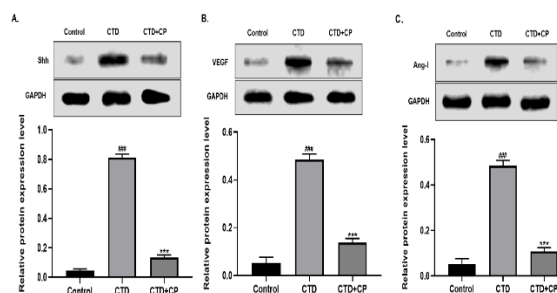 A.
Control CTD CTD+CP
Shh
GAPDH
Relative protein expression level
1.0
0.8
0.6
0.4
0.2
0.0
###
***
Control CTD CTD+CP
B.
Control CTD CTD+CP
VEGF
GAPDH
Relative protein expression level
0.6
0.4
0.2
0.0
###
***
Control CTD CTD+CP
C.
Control CTD CTD+CP
Ang-I
GAPDH
Relative protein expression level
0.6
0.4
0.2
0.0
###
***
Control CTD CTD+CP